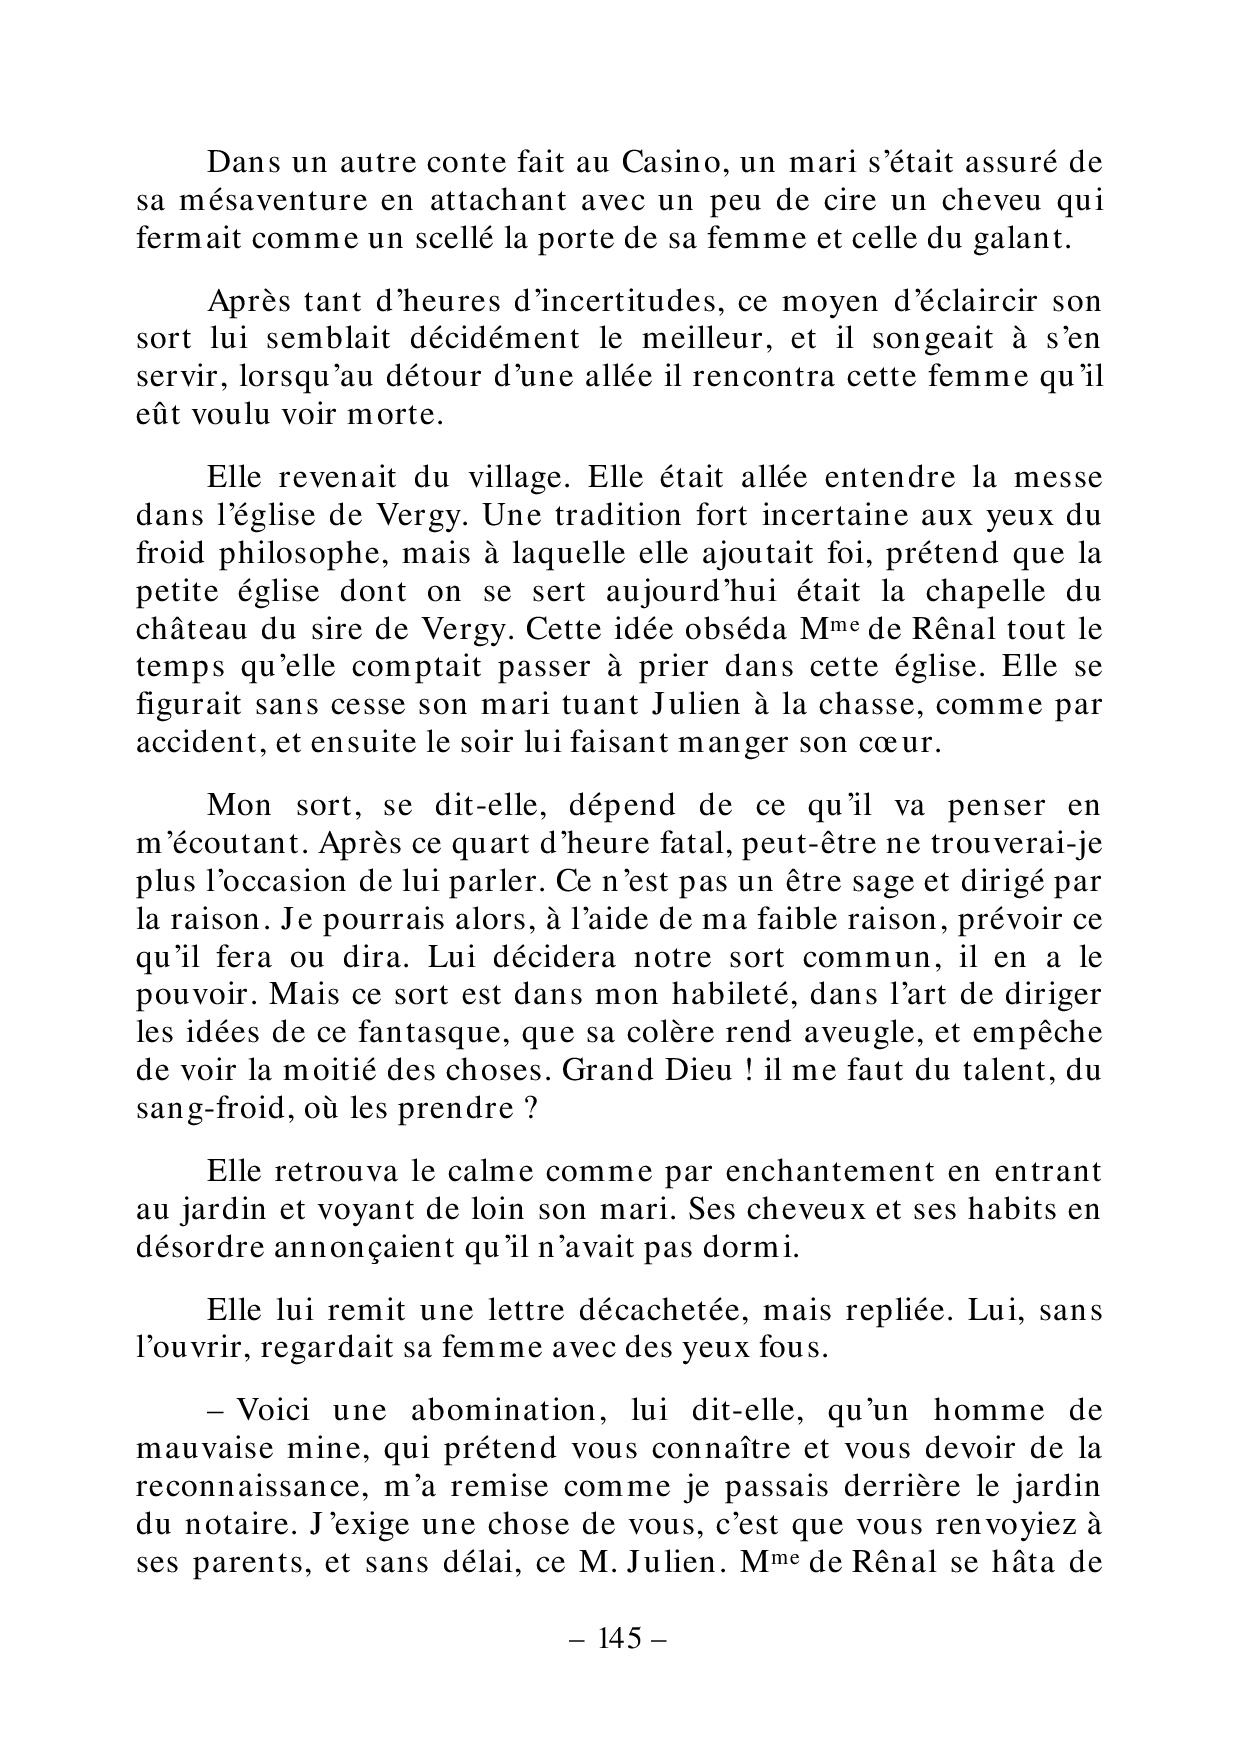 Dans un autre conte fait au Casino, un mari s’était assuré de
sa mésaventure en attachant avec un peu de cire un cheveu qui
fermait comme un scellé la porte de sa femme et celle du galant.
Après tant d’heures d’incertitudes, ce moyen d’éclaircir son
sort lui semblait décidément le meilleur, et il songeait à s’en
servir, lorsqu’au détour d’une allée il rencontra cette femme qu’il
eût voulu voir morte.
Elle revenait du village. Elle était allée entendre la messe
dans l’église de Vergy. Une tradition fort incertaine aux yeux du
froid philosophe, mais à laquelle elle ajoutait foi, prétend que la
petite église dont on se sert aujourd’hui était la chapelle du
château du sire de Vergy. Cette idée obséda Mme de Rênal tout le
temps qu’elle comptait passer à prier dans cette église. Elle se
figurait sans cesse son mari tuant Julien à la chasse, comme par
accident, et ensuite le soir lui faisant manger son cœur.
Mon sort, se dit-elle, dépend de ce qu’il va penser en
m’écoutant. Après ce quart d’heure fatal, peut-être ne trouverai-je
plus l’occasion de lui parler. Ce n’est pas un être sage et dirigé par
la raison. Je pourrais alors, à l’aide de ma faible raison, prévoir ce
qu’il fera ou dira. Lui décidera notre sort commun, il en a le
pouvoir. Mais ce sort est dans mon habileté, dans l’art de diriger
les idées de ce fantasque, que sa colère rend aveugle, et empêche
de voir la moitié des choses. Grand Dieu ! il me faut du talent, du
sang-froid, où les prendre ?
Elle retrouva le calme comme par enchantement en entrant
au jardin et voyant de loin son mari. Ses cheveux et ses habits en
désordre annonçaient qu’il n’avait pas dormi.
Elle lui remit une lettre décachetée, mais repliée. Lui, sans
l’ouvrir, regardait sa femme avec des yeux fous.
– Voici une abomination, lui dit-elle, qu’un homme de
mauvaise mine, qui prétend vous connaître et vous devoir de la
reconnaissance, m’a remise comme je passais derrière le jardin
du notaire. J’exige une chose de vous, c’est que vous renvoyiez à
ses parents, et sans délai, ce M. Julien. Mme de Rênal se hâta de
– 145 –